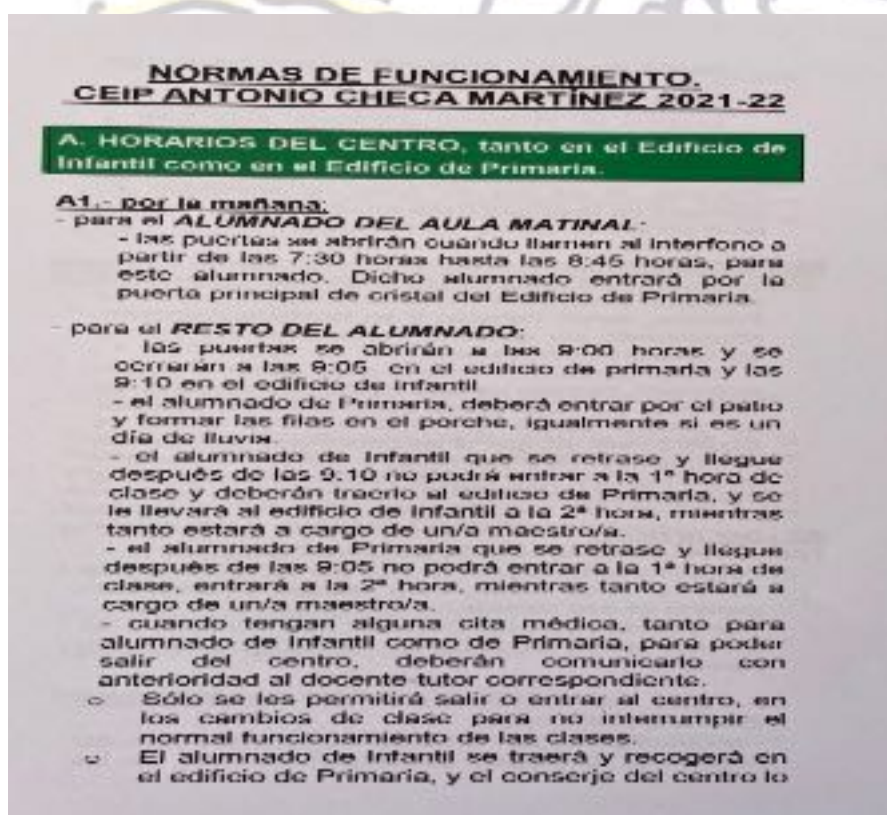 NORMAS DE FUNCIONAMIENTO.
CEIP ANTONIO CHECA MARTÍNEZ 2021-22
A. HORARIOS DEL CENTRO, tanto en el Edificio de
Infantil como en el Edificio de Primaria.
A1.- por la mañana:
- para el ALUMNADO DEL AULA MATINAL:
- las puertas se abrirán cuando llamen al interfono a
partir de las 7:30 horas hasta las 8:45 horas, para
este alumnado. Dicho alumnado entrará por la
puerta principal de cristal del Edificio de Primaria.
- para el RESTO DEL ALUMNADO:
las puertas se abrirán a las 9:00 horas y se
cerrarán a las 9:05 en el edificio de primaria y las
9:10 en el edificio de infantil
- el alumnado de Primaria, deberá entrar por el patio
y formar las filas en el porche, igualmente si es un
día de lluvia.
- el alumnado de Infantil que se retrase y llegue
después de las 9.10 no podrá entrar a la 1ª hora de
clase y deberán traerlo al edificio de Primaria, y se
le llevará al edificio de Infantil a la 2ª hora, mientras
tanto estará a cargo de un/a maestro/a.
- el alumnado de Primaria que se retrase y llegue
después de las 9:05 no podrá entrar a la 1ª hora de
clase, entrará a la 2ª hora, mientras tanto estará a
cargo de un/a maestro/a.
- cuando tengan alguna cita médica, tanto para
alumnado de Infantil como de Primaria, para poder
salir del centro, deberán comunicarlo con
anterioridad al docente tutor correspondiente.
o Sólo se les permitirá salir o entrar al centro, en
los cambios de clase para no interrumpir el
normal funcionamiento de las clases.
o El alumnado de Infantil se traerá y recogerá en
el edificio de Primaria, y el conserje del centro lo